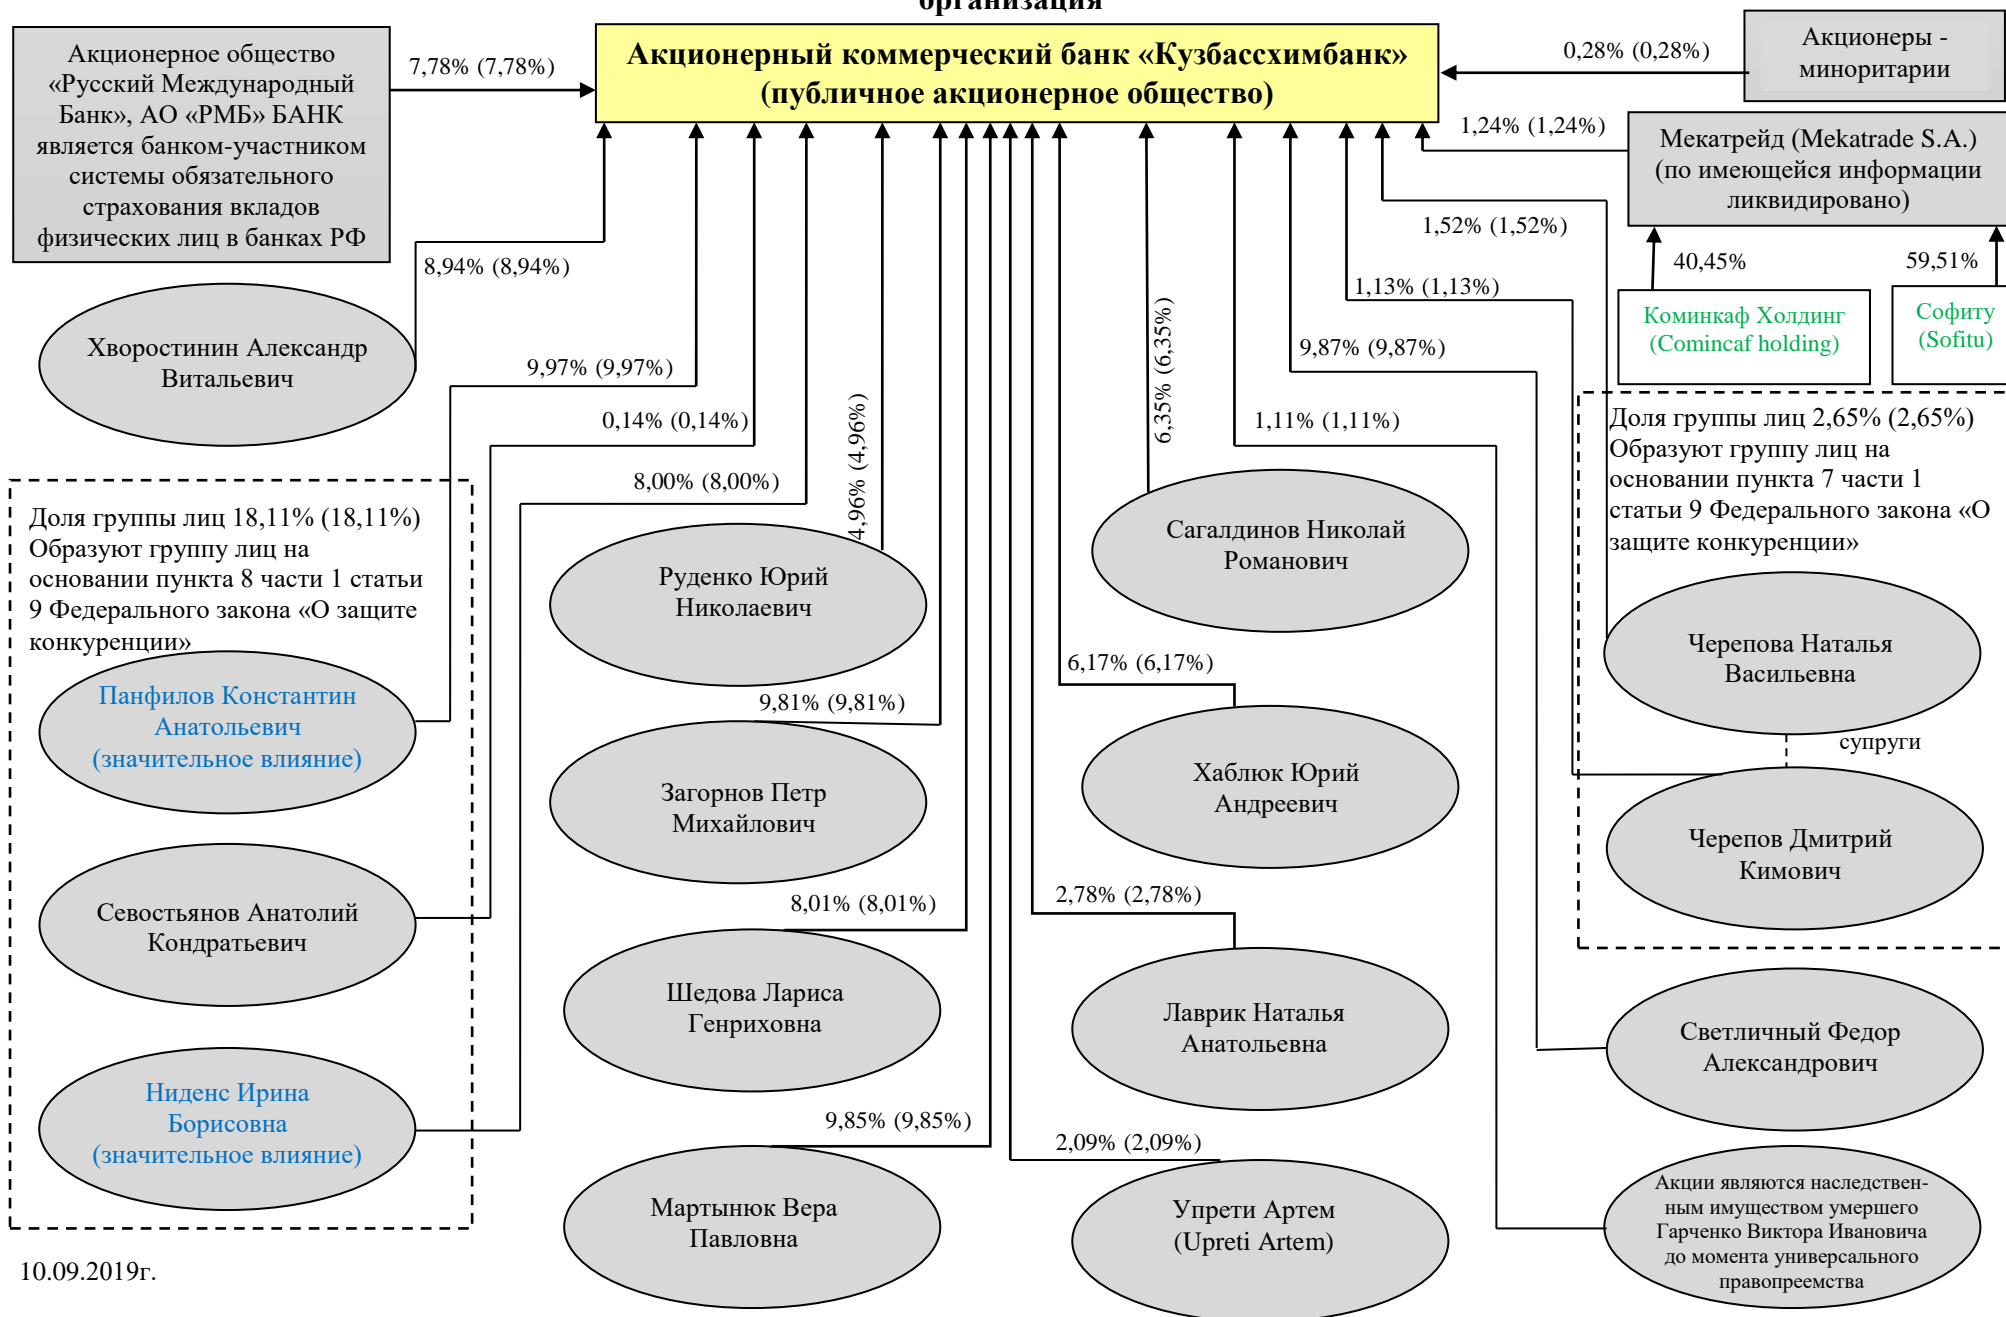 организация
Акционерное общество
«Русский Международный
Банк», АО «РМБ» БАНК
является банком-участником
системы обязательного
страхования вкладов
физических лиц в банках РФ
7,78% (7,78%)
Акционерный коммерческий банк «Кузбассхимбанк»
(публичное акционерное общество)
0,28% (0,28%)
Акционеры -
миноритарии
1,24% (1,24%)
Мекатрейд (Mekatrade S.A.)
(по имеющейся информации
ликвидировано)
40,45%
59,51%
Коминкаф Холдинг
(Comincaf holding)
Софиту
(Sofitu)
8,94% (8,94%)
Хворостинин Александр
Витальевич
9,97% (9,97%)
0,14% (0,14%)
8,00% (8,00%)
4,96% (4,96%)
6,35% (6,35%)
1,52% (1,52%)
1,13% (1,13%)
9,87% (9,87%)
1,11% (1,11%)
Доля группы лиц 18,11% (18,11%)
Образуют группу лиц на
основании пункта 8 части 1 статьи
9 Федерального закона «О защите
конкуренции»
Панфилов Константин
Анатольевич
(значительное влияние)
Севостьянов Анатолий
Кондратьевич
Ниденс Ирина
Борисовна
(значительное влияние)
10.09.2019г.
Руденко Юрий
Николаевич
9,81% (9,81%)
Загорнов Петр
Михайлович
8,01% (8,01%)
Шедова Лариса
Генриховна
9,85% (9,85%)
Мартынюк Вера
Павловна
Сагалдинов Николай
Романович
6,17% (6,17%)
Хаблюк Юрий
Андреевич
2,78% (2,78%)
Лаврик Наталья
Анатольевна
2,09% (2,09%)
Упрети Артем
(Upreti Artem)
Доля группы лиц 2,65% (2,65%)
Образуют группу лиц на
основании пункта 7 части 1
статьи 9 Федерального закона «О
защите конкуренции»
Черепова Наталья
Васильевна
супруги
Черепов Дмитрий
Кимович
Светличный Федор
Александрович
Акции являются наследствен-
ным имуществом умершего
Гарченко Виктора Ивановича
до момента универсального
правопреемства